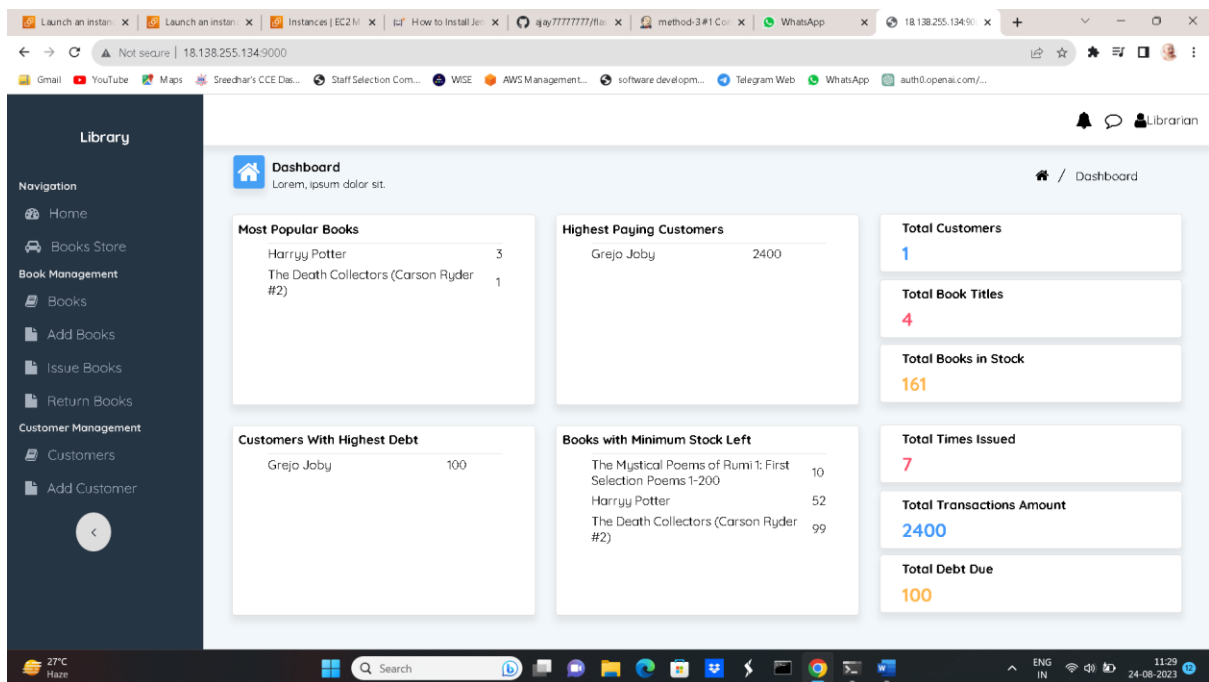 Launch an instan
Launch an instan
Instances | EC2 M
How to Install Jen
ajay77777777/flas
method-3 #1 Con
WhatsApp
18.138.255.134:90
Not secure | 18.138.255.134:9000
Gmail
YouTube
Maps
Sreedhar's CCE Das...
Staff Selection Com...
WISE
AWS Management...
software developm...
Telegram Web
WhatsApp
auth0.openai.com/...
Library
Librarian
Navigation
Home
Books Store
Book Management
Books
Add Books
Issue Books
Return Books
Customer Management
Customers
Add Customer
Dashboard
Lorem, ipsum dolor sit.
/ Dashboard
Most Popular Books
Harryy Potter 3
The Death Collectors (Carson Ryder
#2) 1
Highest Paying Customers
Grejo Joby 2400
Total Customers
1
Total Book Titles
4
Total Books in Stock
161
Customers With Highest Debt
Grejo Joby 100
Books with Minimum Stock Left
The Mystical Poems of Rumi 1: First
Selection Poems 1-200 10
Harryy Potter 52
The Death Collectors (Carson Ryder
#2) 99
Total Times Issued
7
Total Transactions Amount
2400
Total Debt Due
100
27°C
Haze
Search
ENG
IN
11:29
24-08-2023
12